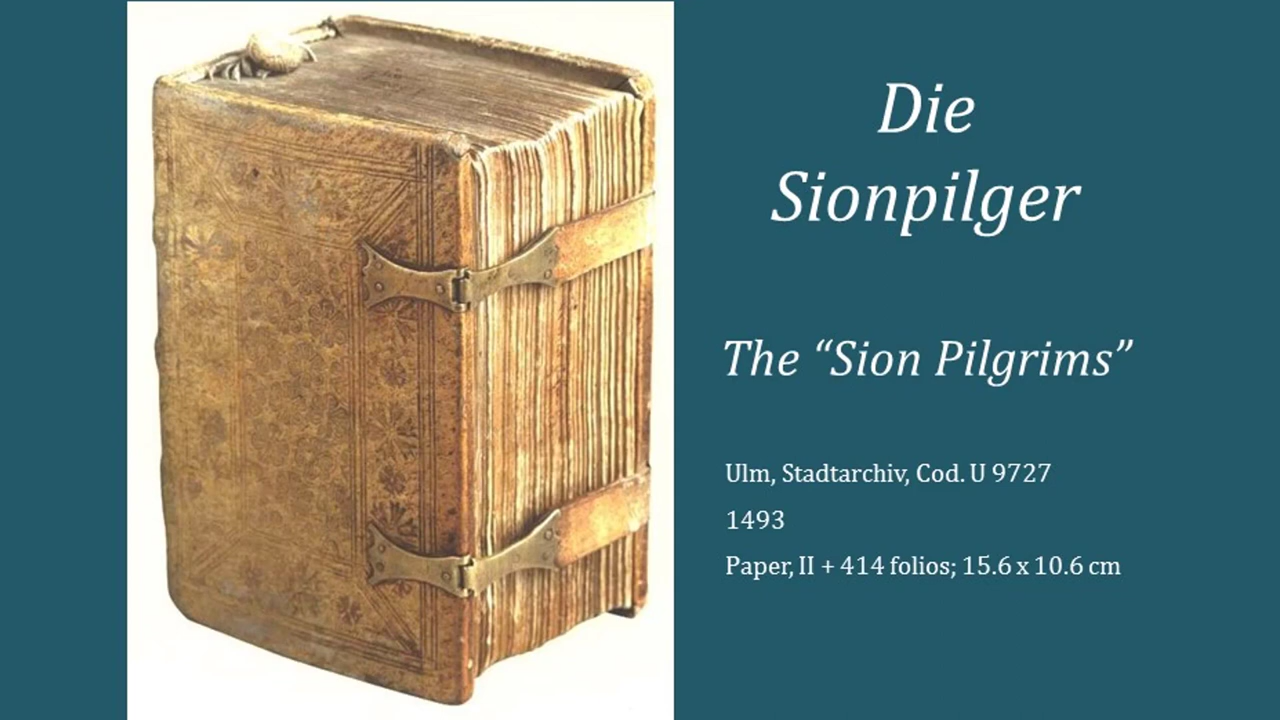 Die
Sionpilger
The “Sion Pilgrims”
Ulm, Stadtarchiv, Cod. U 9727
1493
Paper, II + 414 folios; 15.6 x 10.6 cm